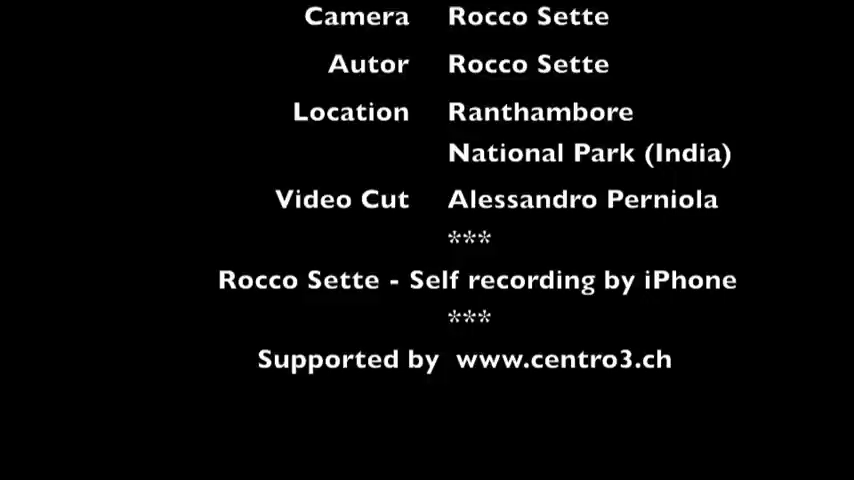 Camera Rocco Sette
Autor Rocco Sette
Location Ranthambore
National Park (India)
Video Cut Alessandro Perniola
***
Rocco Sette - Self recording by iPhone
***
Supported by www.centro3.ch